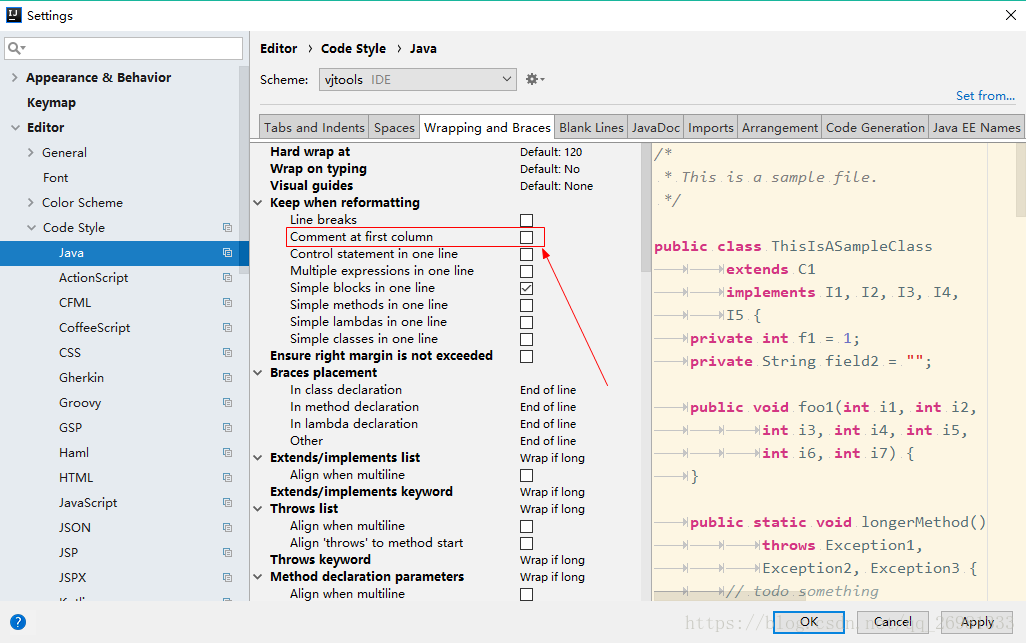 Settings
Editor › Code Style › Java
Scheme: vjtools IDE
Set from...
Appearance & Behavior
Keymap
Editor
General
Font
Color Scheme
Code Style
Java
ActionScript
CFML
CoffeeScript
CSS
Gherkin
Groovy
GSP
Haml
HTML
JavaScript
JSON
JSP
JSPX
Tabs and Indents Spaces Wrapping and Braces Blank Lines JavaDoc Imports Arrangement Code Generation Java EE Names
Hard wrap at Default: 120
Wrap on typing Default: No
Visual guides Default: None
Keep when reformatting
Line breaks
Comment at first column
Control statement in one line
Multiple expressions in one line
Simple blocks in one line
Simple methods in one line
Simple lambdas in one line
Simple classes in one line
Ensure right margin is not exceeded
Braces placement
In class declaration End of line
In method declaration End of line
In lambda declaration End of line
Other End of line
Extends/implements list Wrap if long
Align when multiline
Extends/implements keyword Wrap if long
Throws list Wrap if long
Align when multiline
Align 'throws' to method start
Throws keyword Wrap if long
Method declaration parameters Wrap if long
Align when multiline
/*
* This is a sample file.
*/
public class ThisIsASampleClass
extends C1
implements I1, I2, I3, I4,
I5 {
private int f1 = 1;
private String field2 = "";
public void foo1(int i1, int i2,
int i3, int i4, int i5,
int i6, int i7) {
}
public static void longerMethod()
throws Exception1,
Exception2, Exception3 {
// todo something
? OK Cancel Apply